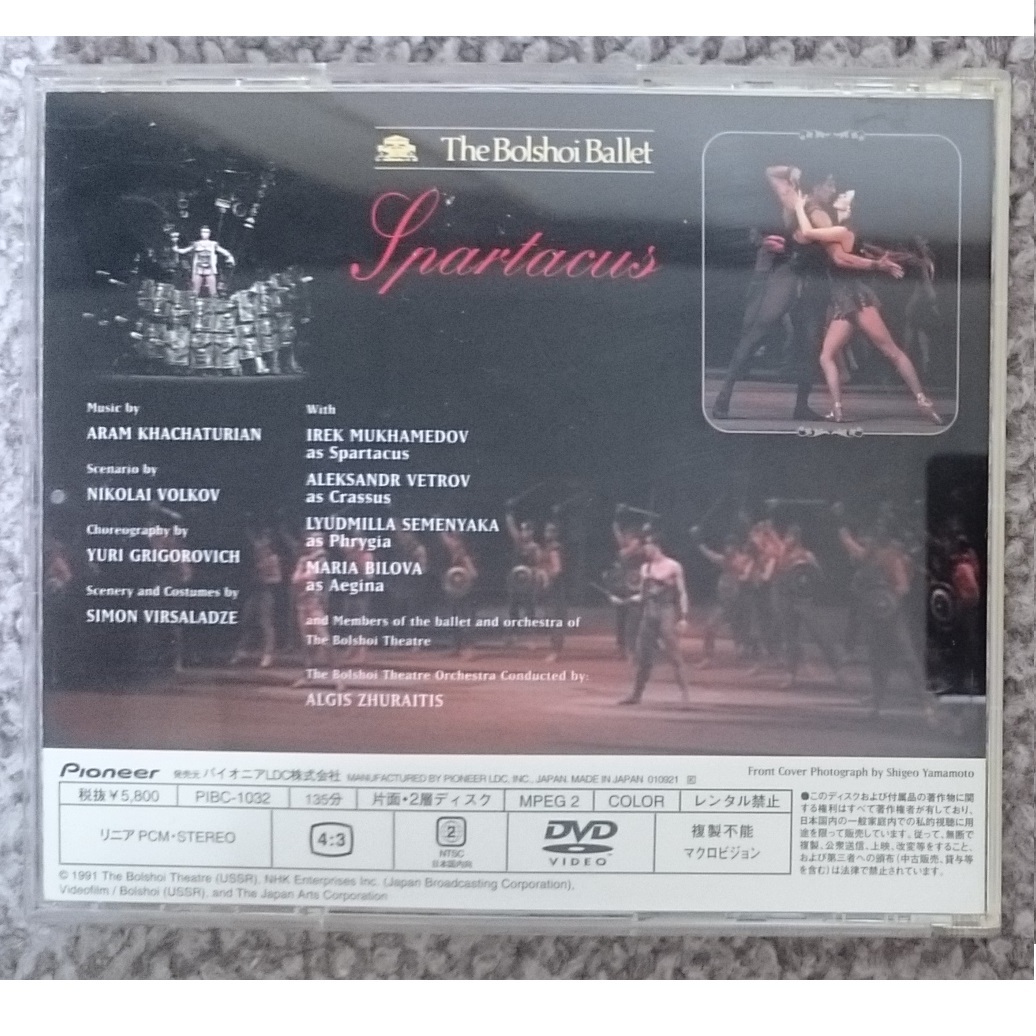 The Bolshoi Ballet
Spartacus
Music by
ARAM KHACHATURIAN
Scenario by
NIKOLAI VOLKOV
Choreography by
YURI GRIGOROVICH
Scenery and Costumes by
SIMON VIRSALADZE
With
IREK MUKHAMEDOV
as Spartacus
ALEKSANDR VETROV
as Crassus
LYUDMILLA SEMENYAKA
as Phrygia
MARIA BILOVA
as Aegina
and Members of the ballet and orchestra of
The Bolshoi Theatre
The Bolshoi Theatre Orchestra Conducted by:
ALGIS ZHURAITIS
Front Cover Photograph by Shigeo Yamamoto
Pioneer 発売元 パイオニアLDC株式会社 MANUFACTURED BY PIONEER LDC, INC., JAPAN. MADE IN JAPAN 010921
税抜¥5,800 PIBC-1032 135分 片面・2層ディスク MPEG 2 COLOR レンタル禁止
リニアPCM・STEREO 4:3 2 NTSC 日本国内向 DVD VIDEO 複製不能 マクロビジョン
●このディスクおよび付属品の著作物に関
する権利はすべて著作権者が有しており、
日本国内の一般家庭内での私的視聴に用
途を限って販売しています。従って、無断で
複製、公衆送信、上映、改変等をすること、
および第三者への頒布(中古販売、貸与等
を含む)は法律で禁止されています。
© 1991 The Bolshoi Theatre (USSR), NHK Enterprises Inc. (Japan Broadcasting Corporation),
Videofilm / Bolshoi (USSR), and The Japan Arts Corporation